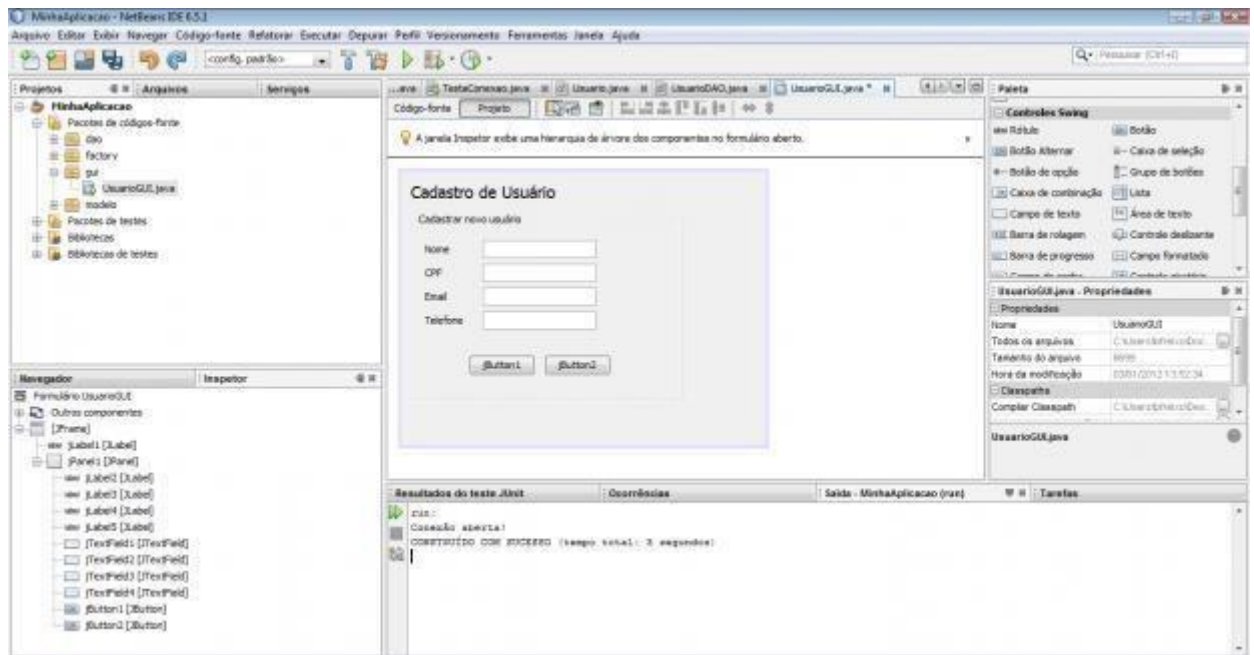 MinhaAplicacao - NetBeans IDE 6.5.1
Arquivo Editar Exibir Navegar Código-fonte Refatorar Executar Depurar Perfil Versionamento Ferramentas Janela Ajuda
<config. padrão>
Pesquisar (Ctrl+I)
Projetos
Arquivos
Serviços
MinhaAplicacao
Pacotes de códigos-fonte
dao
factory
gui
UsuarioGUI.java
modelo
Pacotes de testes
Bibliotecas
Bibliotecas de testes
Navegador
Inspetor
Formulário UsuarioGUI
Outros componentes
[JFrame]
jLabel1 [JLabel]
jPanel1 [JPanel]
jLabel2 [JLabel]
jLabel3 [JLabel]
jLabel4 [JLabel]
jLabel5 [JLabel]
jTextField1 [JTextField]
jTextField2 [JTextField]
jTextField3 [JTextField]
jTextField4 [JTextField]
jButton1 [JButton]
jButton2 [JButton]
TestaConexao.java
Usuario.java
UsuarioDAO.java
UsuarioGUI.java *
Código-fonte
Projeto
A janela Inspetor exibe uma hierarquia de árvore dos componentes no formulário aberto.
Cadastro de Usuário
Cadastrar novo usuário
Nome
CPF
Email
Telefone
jButton1
jButton2
Resultados do teste JUnit
Ocorrências
Saída - MinhaAplicacao (run)
Tarefas
run:
Conexão aberta!
CONSTRUÍDO COM SUCESSO (tempo total: 3 segundos)
Paleta
Controles Swing
Rótulo
Botão
Botão Alternar
Caixa de seleção
Botão de opção
Grupo de botões
Caixa de combinação
Lista
Campo de texto
Área de texto
Barra de rolagem
Controle deslizante
Barra de progresso
Campo formatado
UsuarioGUI.java - Propriedades
Propriedades
Nome
UsuarioGUI
Todos os arquivos
Tamanho do arquivo
Hora da modificação
Classpaths
Compilar Classpath
UsuarioGUI.java